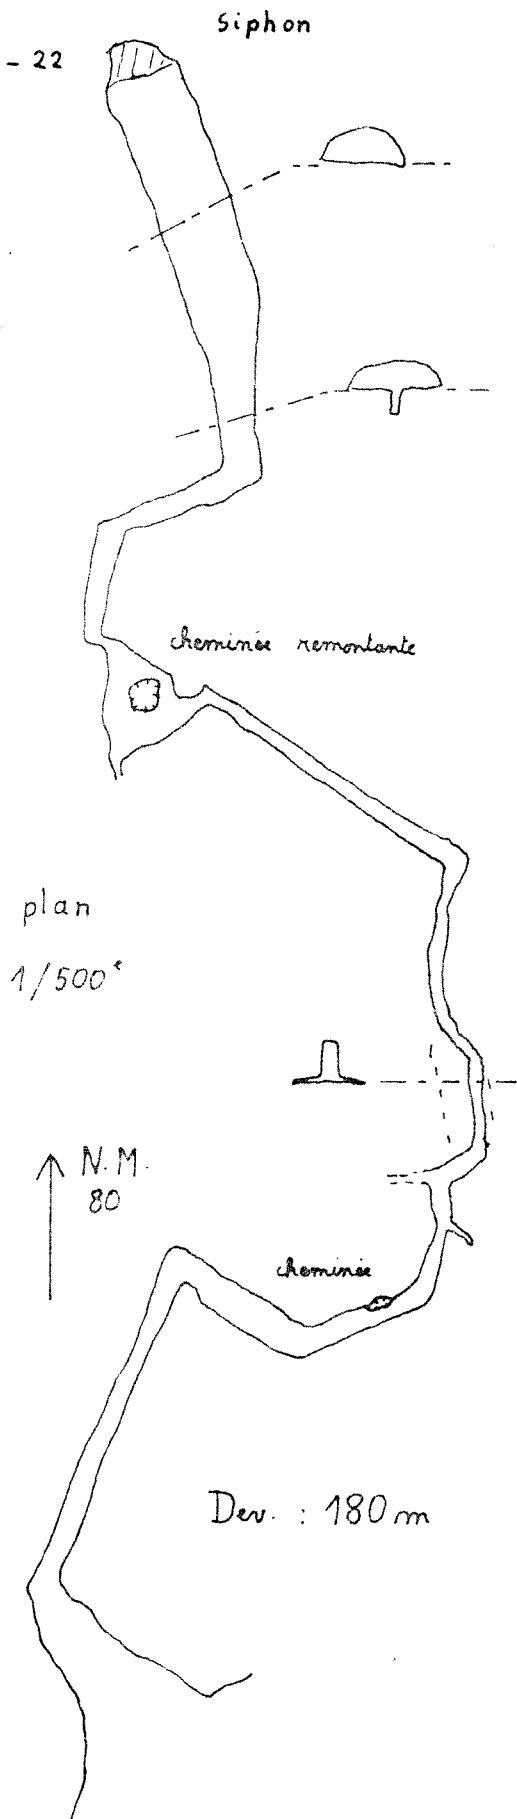 Siphon
- 22
cheminée remontante
plan
1/500e
N.M.
80
cheminée
Dev. : 180 m